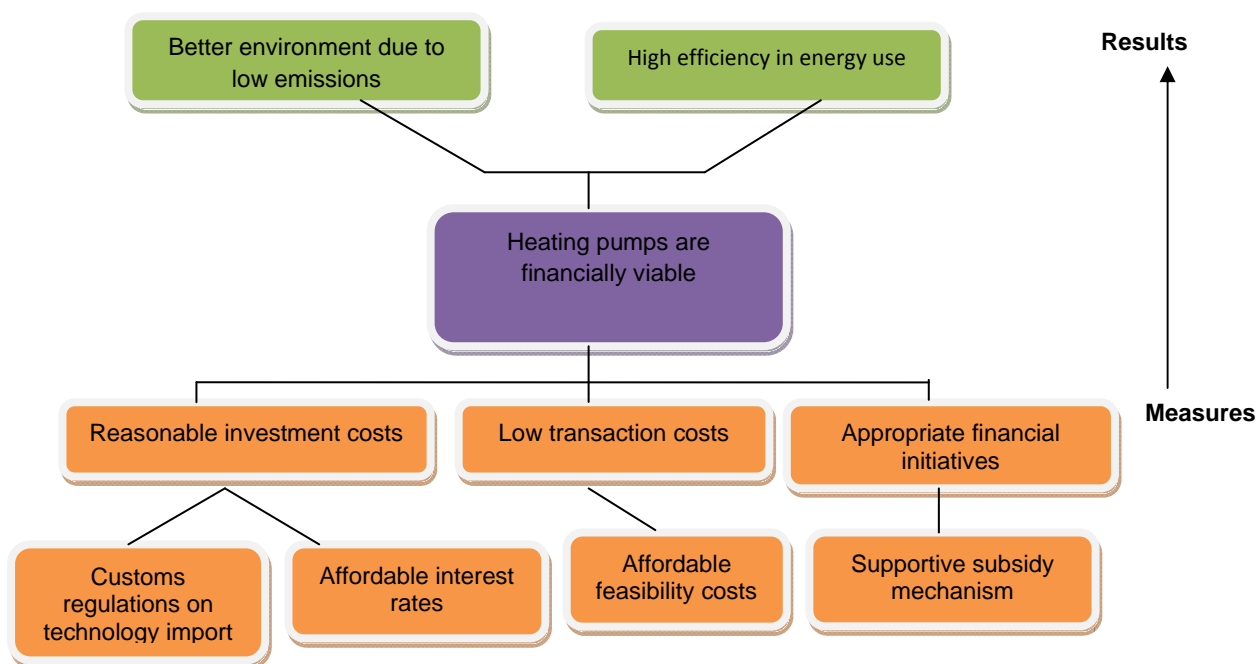 Better environment due to
low emissions
High efficiency in energy use
Results
Heating pumps are
financially viable
Measures
Reasonable investment costs
Low transaction costs
Appropriate financial
initiatives
Customs
regulations on
technology import
Affordable interest
rates
Affordable
feasibility costs
Supportive subsidy
mechanism